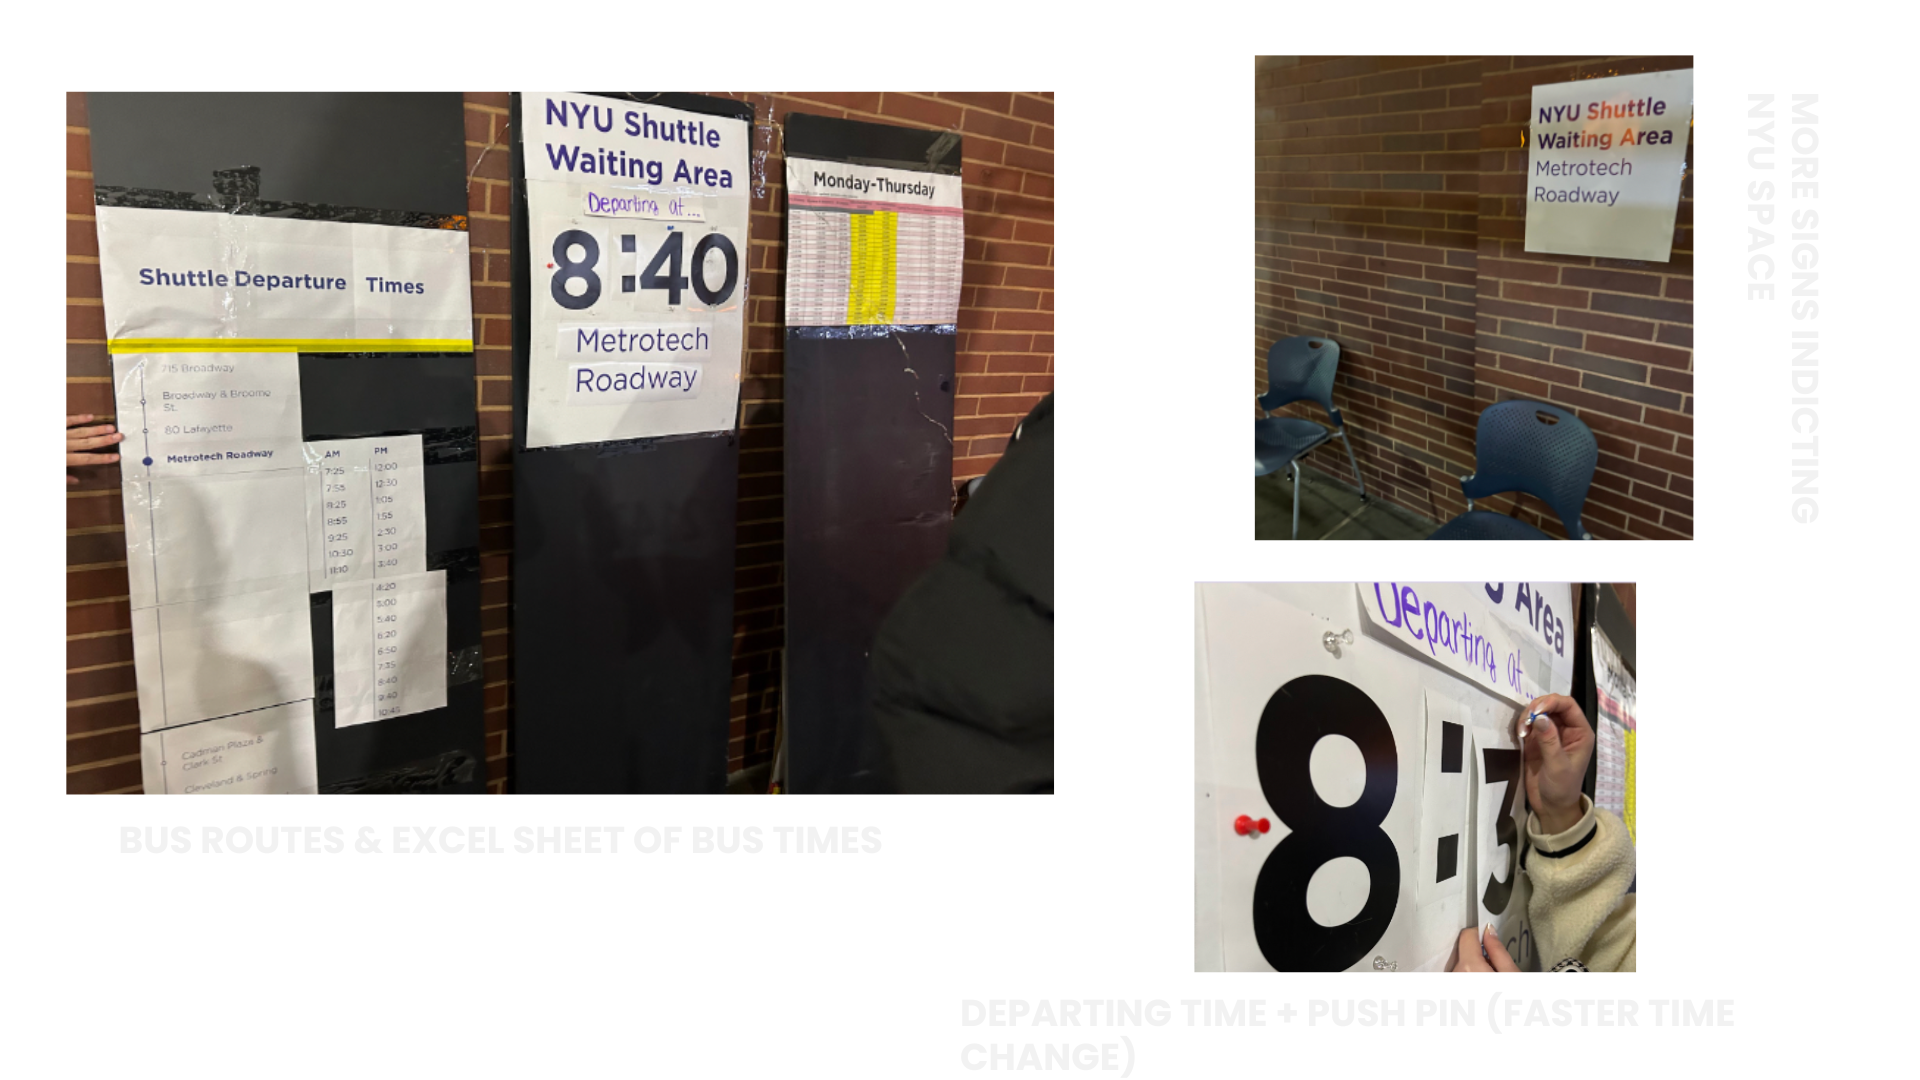 Shuttle Departure Times
715 Broadway
Broadway & Broome
St.
80 Lafayette
Metrotech Roadway
AM PM
7:25 12:00
7:55 12:30
8:25 1:05
8:55 1:55
9:25 2:30
10:30 3:00
11:10 3:40
4:20
5:00
5:40
6:20
6:50
7:35
8:40
9:40
10:45
Cadman Plaza &
Clark St
Cleveland & Spring
NYU Shuttle
Waiting Area
Departing at...
8:40
Metrotech
Roadway
Monday-Thursday
BUS ROUTES & EXCEL SHEET OF BUS TIMES
NYU Shuttle
Waiting Area
Metrotech
Roadway
MORE SIGNS INDICTING
NYU SPACE
g Area
Departing at...
8:3
ch
DEPARTING TIME + PUSH PIN (FASTER TIME
CHANGE)